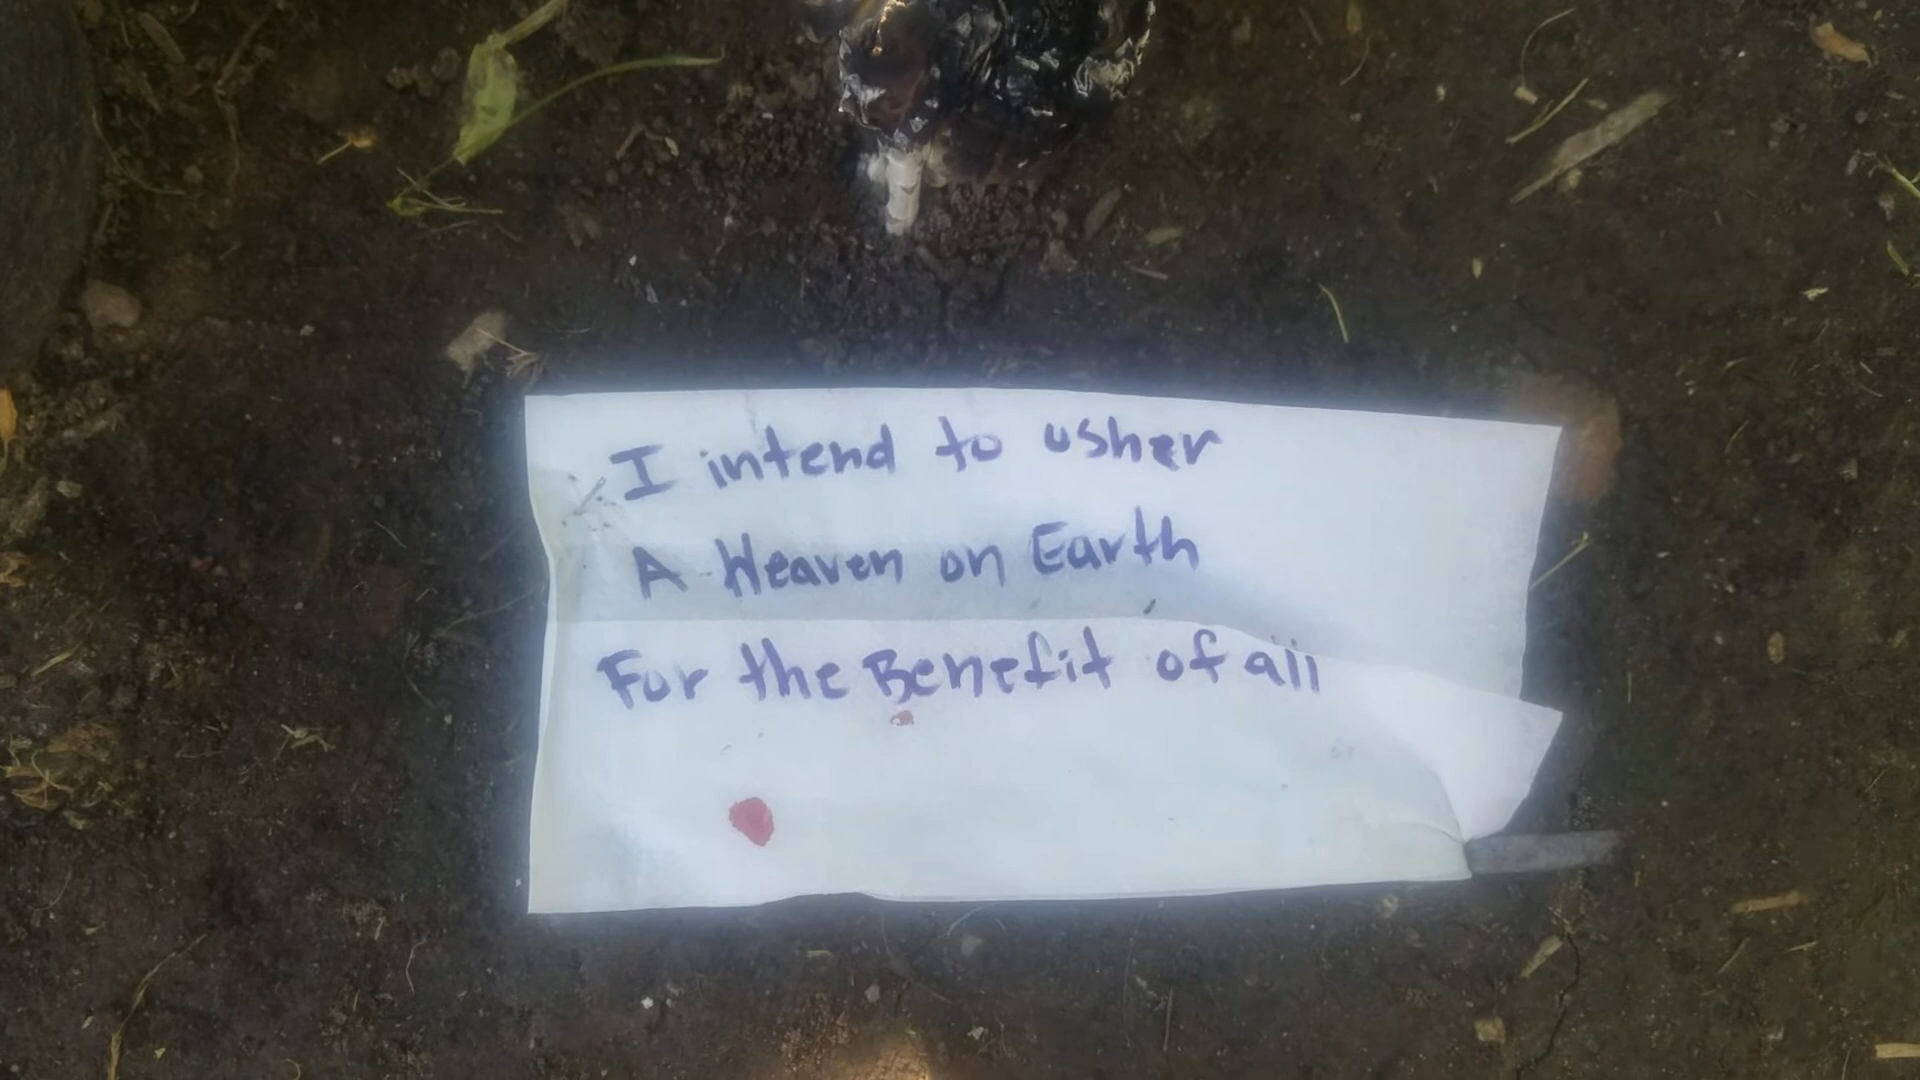 I intend to usher
A Heaven on Earth
For the Benefit of all